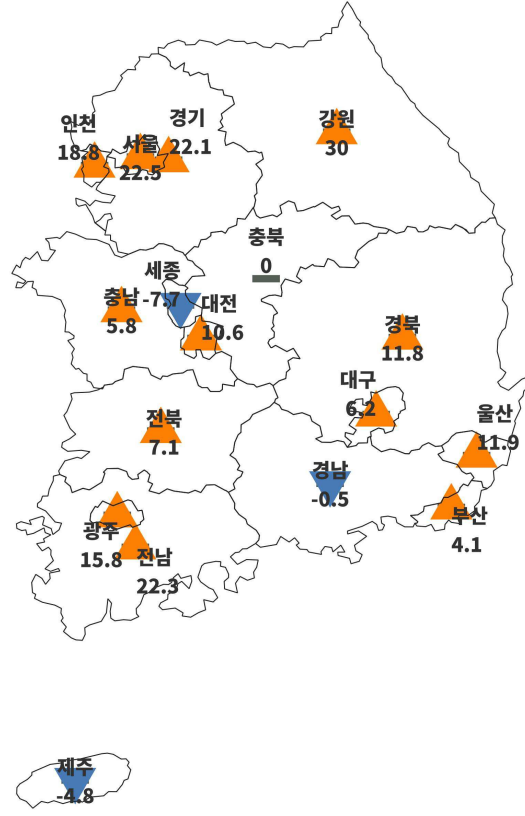 인천
18.8
서울
22.5
경기
22.1
강원
30
충북
0
세종
-7.7
충남
5.8
대전
10.6
경북
11.8
대구
6.2
울산
11.9
전북
7.1
경남
-0.5
부산
4.1
광주
15.8
전남
22.3
제주
-4.8